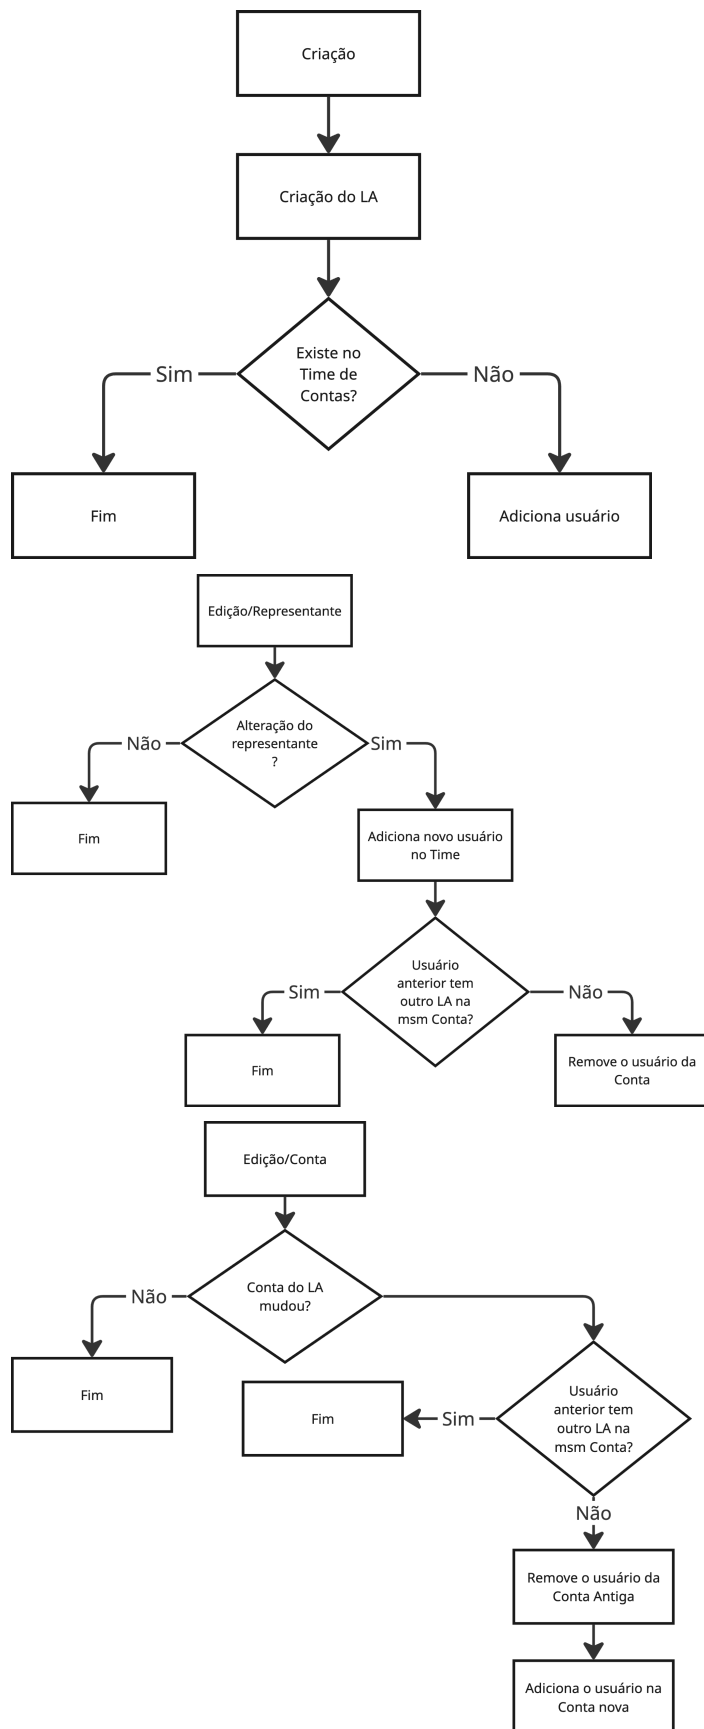 Criação
Criação do LA
Existe no
Time de
Contas?
Sim
Não
Fim
Adiciona usuário
Edição/Representante
Alteração do
representante
?
Não
Sim
Fim
Adiciona novo usuário
no Time
Usuário
anterior tem
outro LA na
msm Conta?
Sim
Não
Fim
Remove o usuário da
Conta
Edição/Conta
Conta do LA
mudou?
Não
Fim
Usuário
anterior tem
outro LA na
msm Conta?
Sim
Fim
Não
Remove o usuário da
Conta Antiga
Adiciona o usuário na
Conta nova